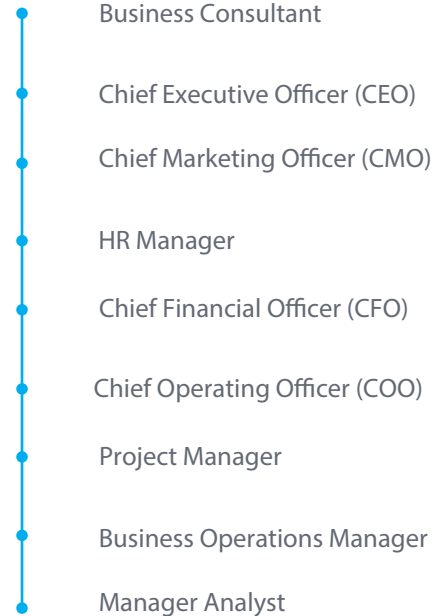 Business Consultant
Chief Executive Officer (CEO)
Chief Marketing Officer (CMO)
HR Manager
Chief Financial Officer (CFO)
Chief Operating Officer (COO)
Project Manager
Business Operations Manager
Manager Analyst